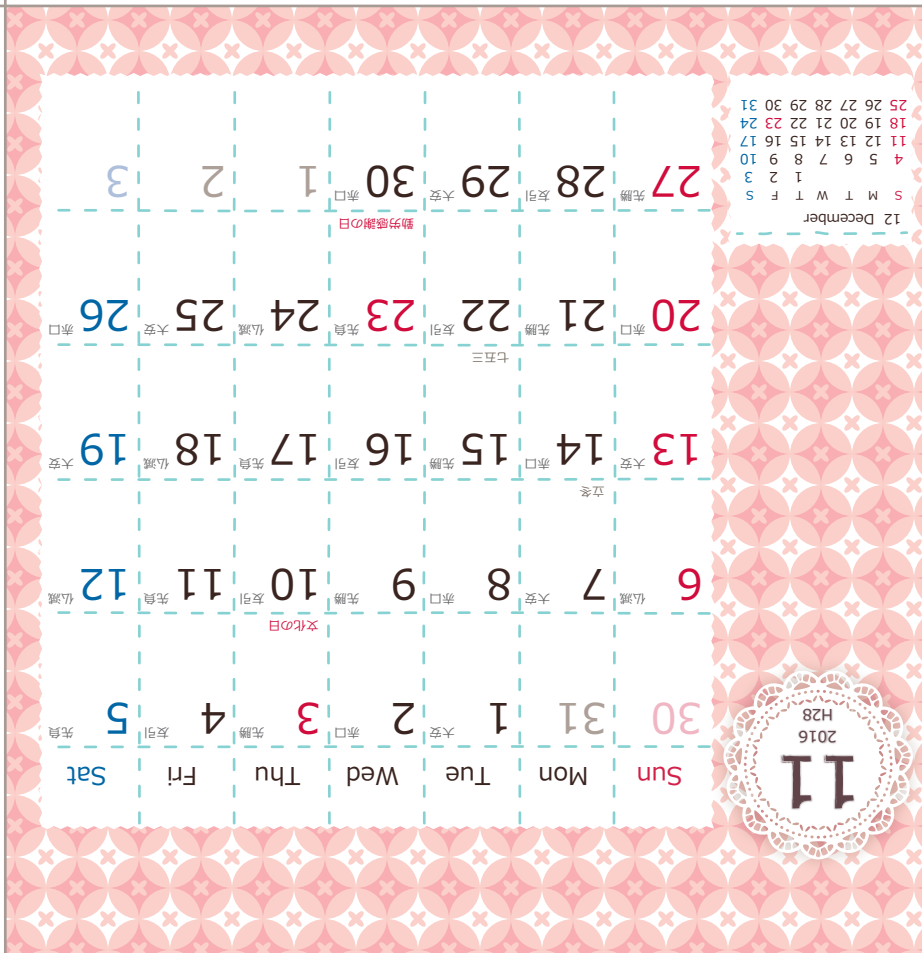 11
2016
H28
Sun Mon Tue Wed Thu Fri Sat
30 31 1 大安 2 赤口 3 先勝 4 友引 5 先負
文化の日
6 仏滅 7 大安 8 赤口 9 先勝 10 友引 11 先負 12 仏滅
立冬
13 大安 14 赤口 15 先勝 16 友引 17 先負 18 仏滅 19 大安
七五三
20 赤口 21 先勝 22 友引 23 先負 24 仏滅 25 大安 26 赤口
勤労感謝の日
27 先勝 28 友引 29 大安 30 赤口 1 2 3
12 December
S M T W T F S
1 2 3
4 5 6 7 8 9 10
11 12 13 14 15 16 17
18 19 20 21 22 23 24
25 26 27 28 29 30 31